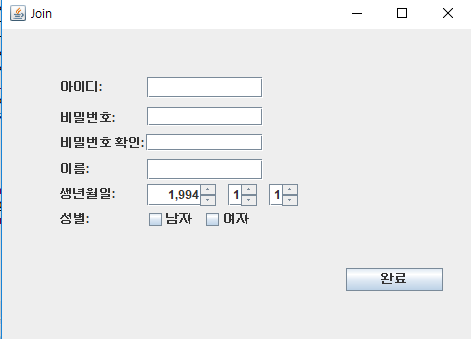 Join
아이디:
비밀번호:
비밀번호 확인:
이름:
생년월일: 1,994 1 1
성별: 남자 여자
완료